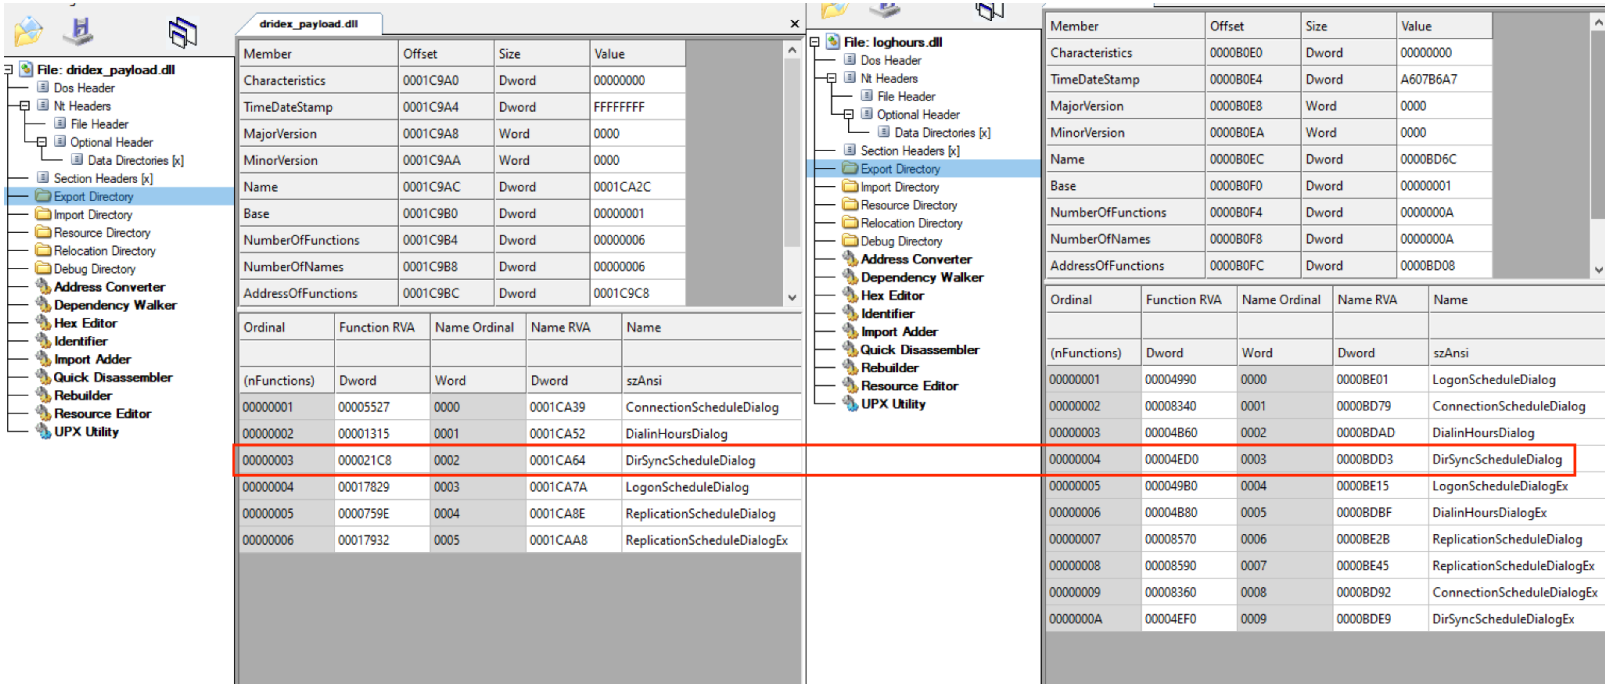 dridex_payload.dll
x
File: dridex_payload.dll
Dos Header
Nt Headers
File Header
Optional Header
Data Directories [x]
Section Headers [x]
Export Directory
Import Directory
Resource Directory
Relocation Directory
Debug Directory
Address Converter
Dependency Walker
Hex Editor
Identifier
Import Adder
Quick Disassembler
Rebuilder
Resource Editor
UPX Utility
Member Offset Size Value
Characteristics 0001C9A0 Dword 00000000
TimeDateStamp 0001C9A4 Dword FFFFFFFF
MajorVersion 0001C9A8 Word 0000
MinorVersion 0001C9AA Word 0000
Name 0001C9AC Dword 0001CA2C
Base 0001C9B0 Dword 00000001
NumberOfFunctions 0001C9B4 Dword 00000006
NumberOfNames 0001C9B8 Dword 00000006
AddressOfFunctions 0001C9BC Dword 0001C9C8
Ordinal Function RVA Name Ordinal Name RVA Name
(nFunctions) Dword Word Dword szAnsi
00000001 00005527 0000 0001CA39 ConnectionScheduleDialog
00000002 00001315 0001 0001CA52 DialinHoursDialog
00000003 000021C8 0002 0001CA64 DirSyncScheduleDialog
00000004 00017829 0003 0001CA7A LogonScheduleDialog
00000005 0000759E 0004 0001CA8E ReplicationScheduleDialog
00000006 00017932 0005 0001CAA8 ReplicationScheduleDialogEx
File: loghours.dll
Dos Header
Nt Headers
File Header
Optional Header
Data Directories [x]
Section Headers [x]
Export Directory
Import Directory
Resource Directory
Relocation Directory
Debug Directory
Address Converter
Dependency Walker
Hex Editor
Identifier
Import Adder
Quick Disassembler
Rebuilder
Resource Editor
UPX Utility
Member Offset Size Value
Characteristics 0000B0E0 Dword 00000000
TimeDateStamp 0000B0E4 Dword A607B6A7
MajorVersion 0000B0E8 Word 0000
MinorVersion 0000B0EA Word 0000
Name 0000B0EC Dword 0000BD6C
Base 0000B0F0 Dword 00000001
NumberOfFunctions 0000B0F4 Dword 0000000A
NumberOfNames 0000B0F8 Dword 0000000A
AddressOfFunctions 0000B0FC Dword 0000BD08
Ordinal Function RVA Name Ordinal Name RVA Name
(nFunctions) Dword Word Dword szAnsi
00000001 00004990 0000 0000BE01 LogonScheduleDialog
00000002 00008340 0001 0000BD79 ConnectionScheduleDialog
00000003 00004B60 0002 0000BDAD DialinHoursDialog
00000004 00004ED0 0003 0000BDD3 DirSyncScheduleDialog
00000005 000049B0 0004 0000BE15 LogonScheduleDialogEx
00000006 00004B80 0005 0000BDBF DialinHoursDialogEx
00000007 00008570 0006 0000BE2B ReplicationScheduleDialog
00000008 00008590 0007 0000BE45 ReplicationScheduleDialogEx
00000009 00008360 0008 0000BD92 ConnectionScheduleDialogEx
0000000A 00004EF0 0009 0000BDE9 DirSyncScheduleDialogEx